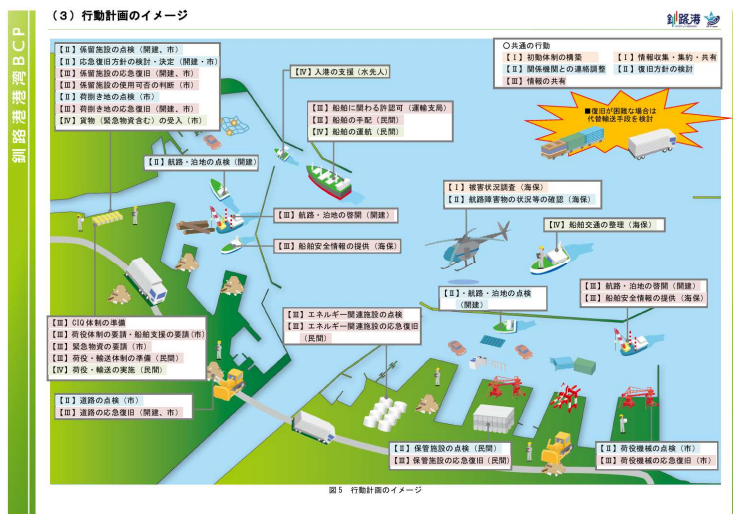 (3)行動計画のイメージ
釧路港
釧路港港湾BCP
【Ⅱ】係留施設の点検(開建、市)
【Ⅱ】応急復旧方針の検討・決定(開建・市)
【Ⅲ】係留施設の応急復旧(開建、市)
【Ⅲ】係留施設の使用可否の判断(市)
【Ⅱ】荷捌き地の点検(市)
【Ⅲ】荷捌き地の応急復旧(開建、市)
【Ⅳ】貨物(緊急物資含む)の受入(市)
【Ⅳ】入港の支援(水先人)
【Ⅲ】船舶に関わる許認可(運輸支局)
【Ⅲ】船舶の手配(民間)
【Ⅳ】船舶の運航(民間)
○共通の行動
【Ⅰ】初動体制の構築 【Ⅰ】情報収集・集約・共有
【Ⅱ】関係機関との連絡調整 【Ⅱ】復旧方針の検討
【Ⅲ】情報の共有
■復旧が困難な場合は
代替輸送手段を検討
【Ⅱ】航路・泊地の点検(開建)
【Ⅲ】航路・泊地の啓開(開建)
【Ⅲ】船舶安全情報の提供(海保)
【Ⅰ】被害状況調査(海保)
【Ⅱ】航路障害物の状況等の確認(海保)
【Ⅳ】船舶交通の整理(海保)
【Ⅱ】・航路・泊地の点検
(開建)
【Ⅲ】航路・泊地の啓開(開建)
【Ⅲ】船舶安全情報の提供(海保)
【Ⅲ】CIQ体制の準備
【Ⅲ】荷役体制の要請・船舶支援の要請(市)
【Ⅲ】緊急物資の要請(市)
【Ⅲ】荷役・輸送体制の準備(民間)
【Ⅳ】荷役・輸送の実施(民間)
【Ⅲ】エネルギー関連施設の点検
【Ⅲ】エネルギー関連施設の応急復旧
(民間)
【Ⅱ】道路の点検(市)
【Ⅲ】道路の応急復旧(開建、市)
【Ⅱ】保管施設の点検(民間)
【Ⅲ】保管施設の応急復旧(民間)
【Ⅱ】荷役機械の点検(市)
【Ⅲ】荷役機械の応急復旧(市)
図5 行動計画のイメージ